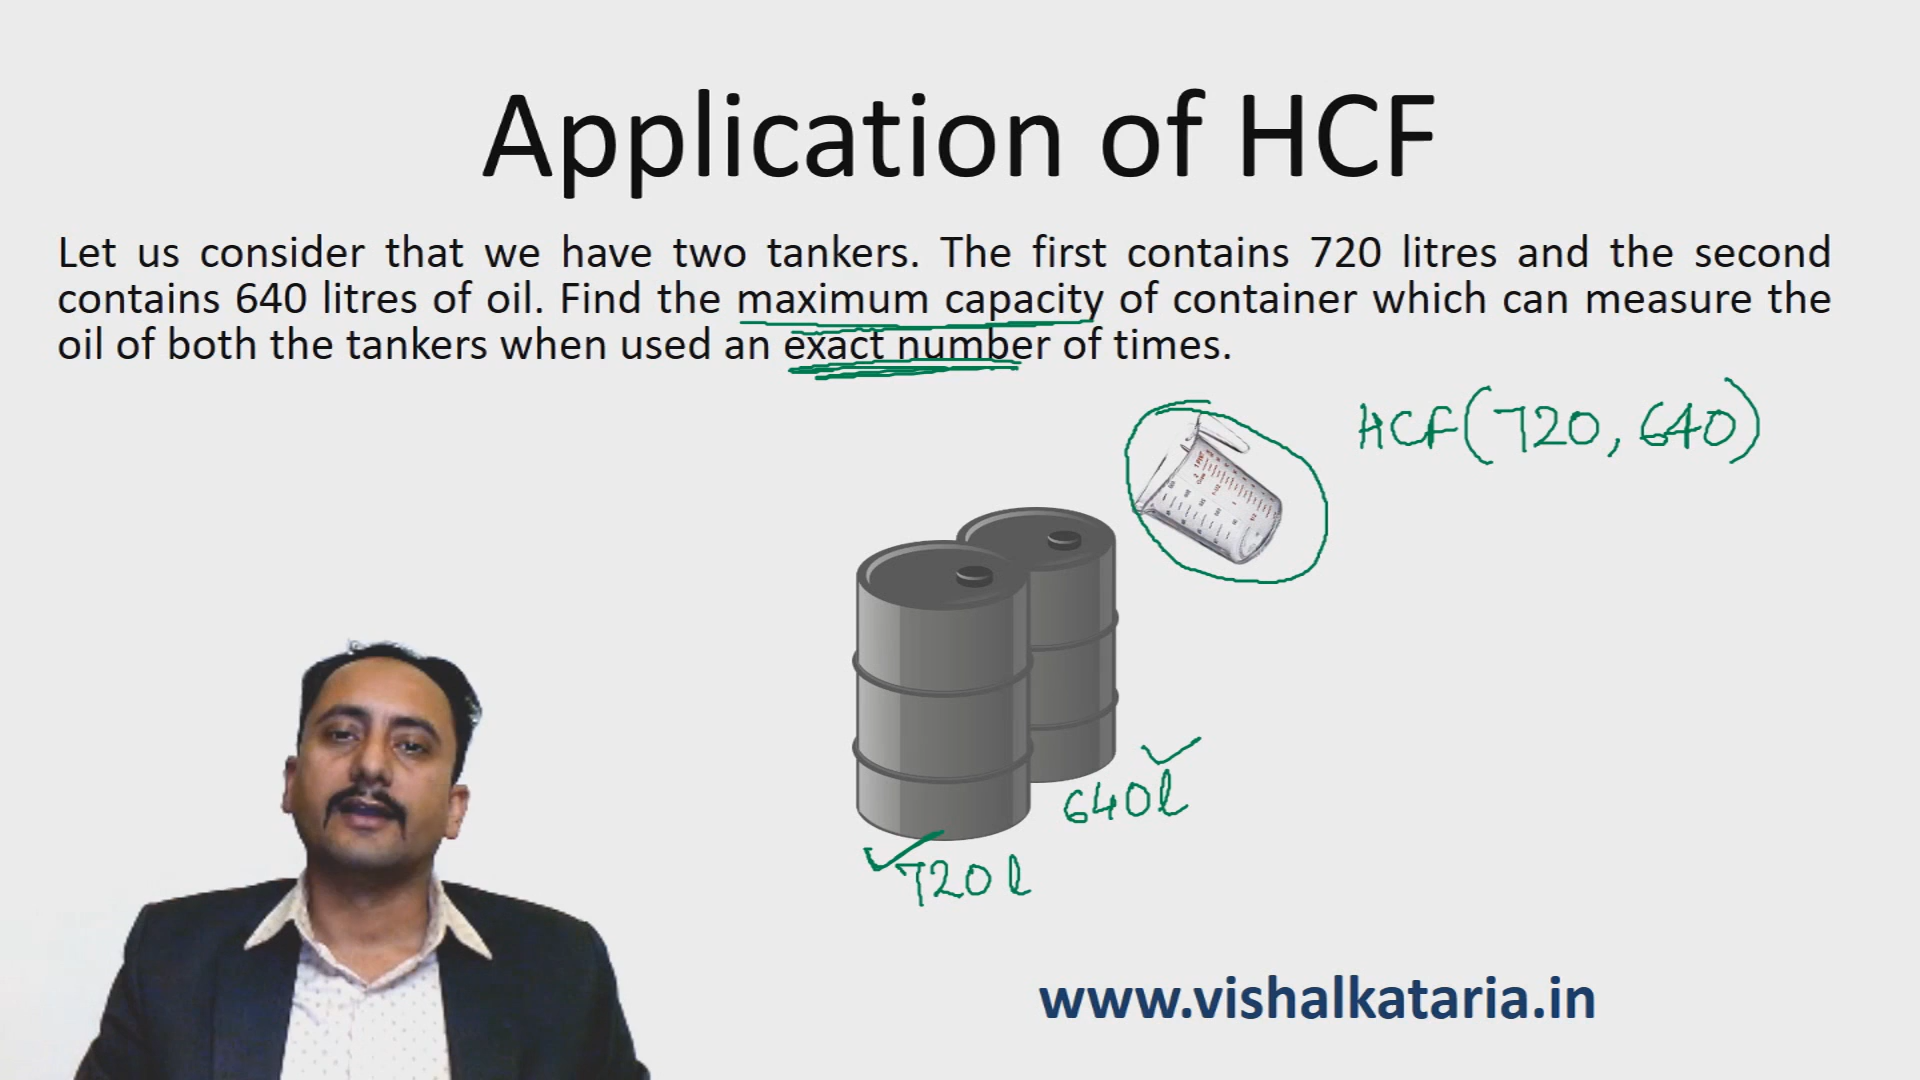 Application of HCF
Let us consider that we have two tankers. The first contains 720 litres and the second
contains 640 litres of oil. Find the maximum capacity of container which can measure the
oil of both the tankers when used an exact number of times.
HCF(720, 640)
640l
720l
www.vishalkataria.in